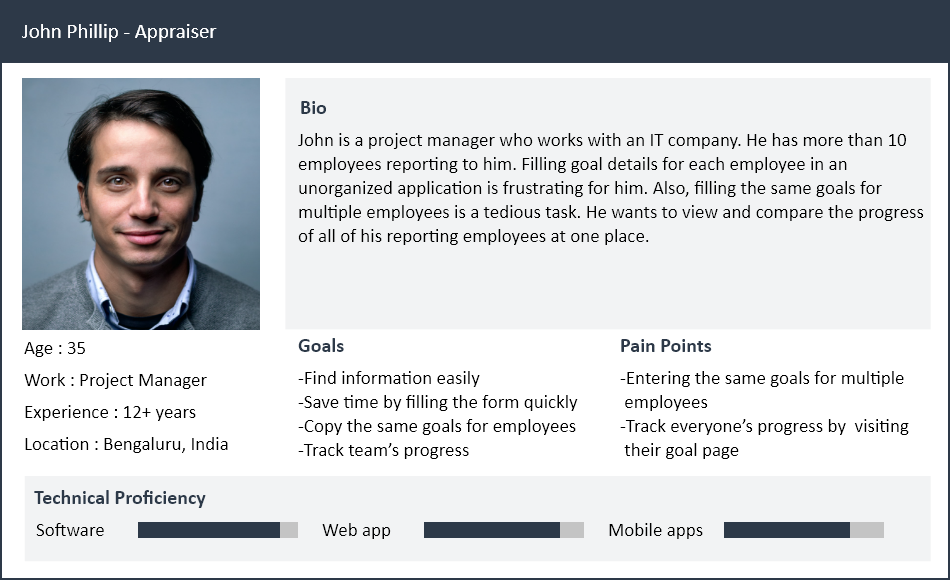 John Phillip - Appraiser
Bio
John is a project manager who works with an IT company. He has more than 10
employees reporting to him. Filling goal details for each employee in an
unorganized application is frustrating for him. Also, filling the same goals for
multiple employees is a tedious task. He wants to view and compare the progress
of all of his reporting employees at one place.
Age : 35
Work : Project Manager
Experience : 12+ years
Location : Bengaluru, India
Goals
-Find information easily
-Save time by filling the form quickly
-Copy the same goals for employees
-Track team’s progress
Pain Points
-Entering the same goals for multiple
employees
-Track everyone’s progress by  visiting
their goal page
Technical Proficiency
Software
Web app
Mobile apps